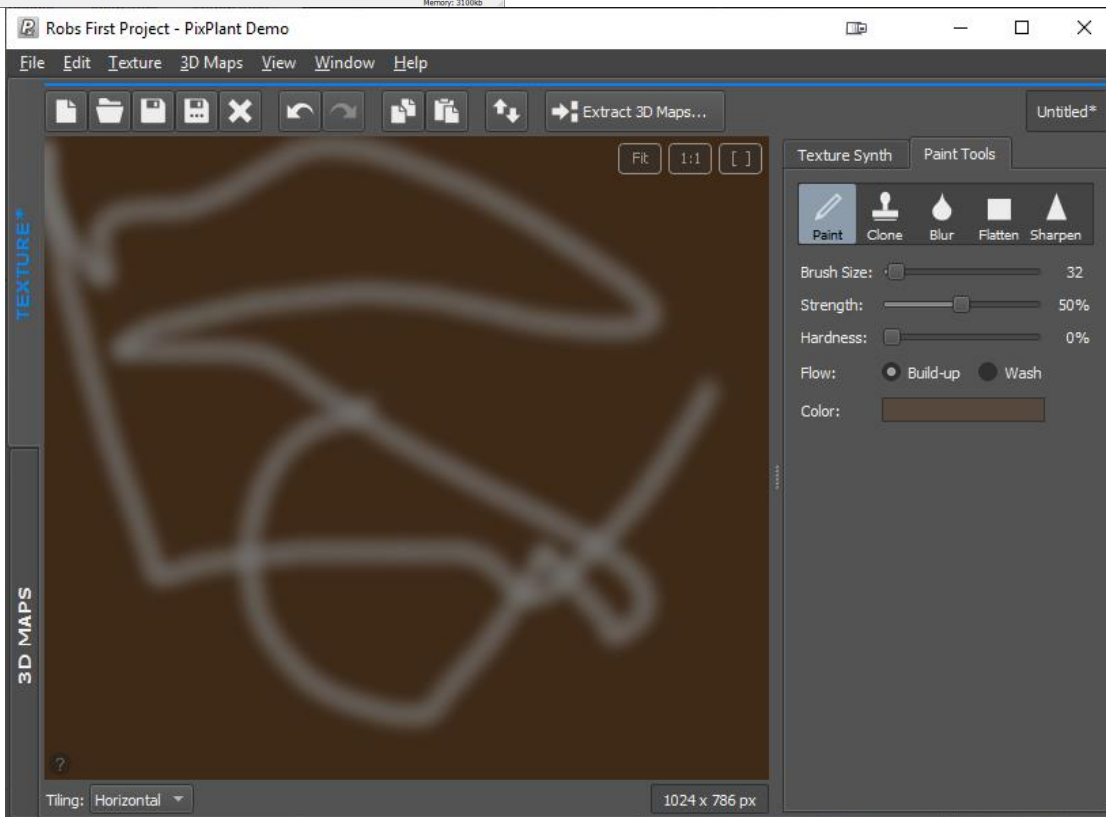 Memory: 3100kb
Robs First Project - PixPlant Demo
File Edit Texture 3D Maps View Window Help
Extract 3D Maps...
Untitled*
Fit 1:1 [ ]
Texture Synth Paint Tools
Paint Clone Blur Flatten Sharpen
Brush Size: 32
Strength: 50%
Hardness: 0%
Flow: Build-up Wash
Color:
TEXTURE*
3D MAPS
?
Tiling: Horizontal
1024 x 786 px